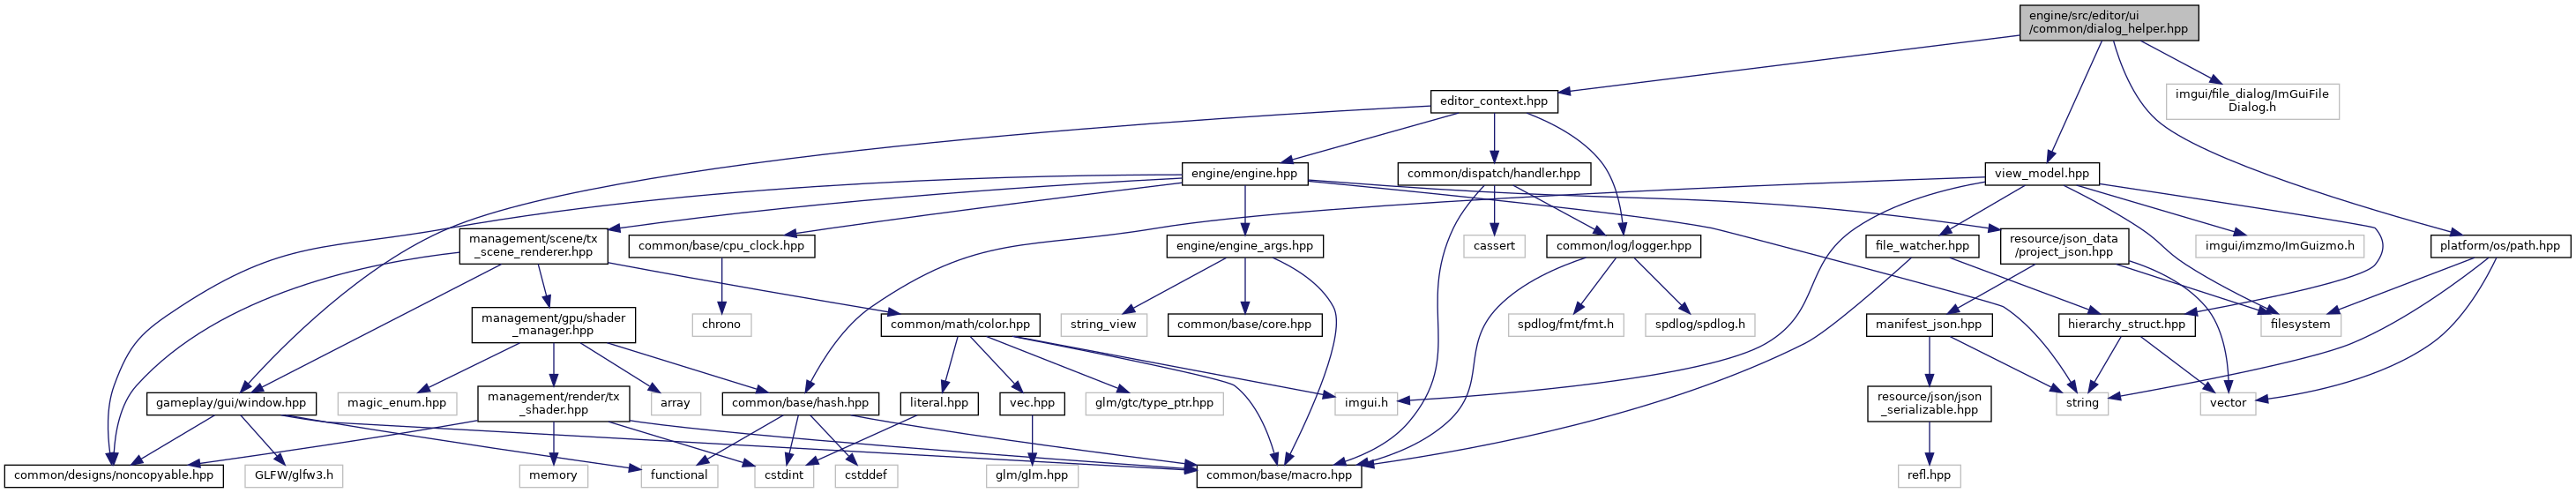 engine/src/editor/ui
/common/dialog_helper.hpp
editor_context.hpp
imgui/file_dialog/ImGuiFile
Dialog.h
engine/engine.hpp
common/dispatch/handler.hpp
view_model.hpp
management/scene/tx
_scene_renderer.hpp
common/base/cpu_clock.hpp
engine/engine_args.hpp
cassert
common/log/logger.hpp
file_watcher.hpp
resource/json_data
/project_json.hpp
imgui/imzmo/ImGuizmo.h
platform/os/path.hpp
management/gpu/shader
_manager.hpp
chrono
common/math/color.hpp
string_view
common/base/core.hpp
spdlog/fmt/fmt.h
spdlog/spdlog.h
manifest_json.hpp
hierarchy_struct.hpp
filesystem
gameplay/gui/window.hpp
magic_enum.hpp
management/render/tx
_shader.hpp
array
common/base/hash.hpp
literal.hpp
vec.hpp
glm/gtc/type_ptr.hpp
imgui.h
resource/json/json
_serializable.hpp
string
vector
common/designs/noncopyable.hpp
GLFW/glfw3.h
memory
functional
cstdint
cstddef
glm/glm.hpp
common/base/macro.hpp
refl.hpp